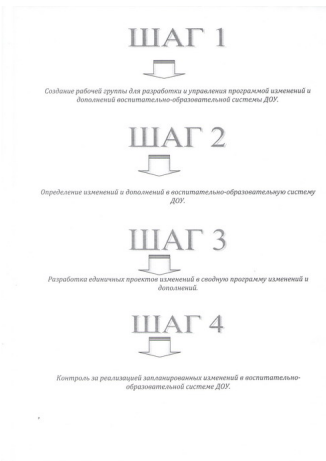 ШАГ 1
Создание рабочей группы для разработки и управления программой изменений и
дополнений воспитательно-образовательной системы ДОУ.
ШАГ 2
Определение изменений и дополнений в воспитательно-образовательную систему
ДОУ.
ШАГ 3
Разработка единичных проектов изменений в сводную программу изменений и
дополнений.
ШАГ 4
Контроль за реализацией запланированных изменений в воспитательно-
образовательной системе ДОУ.